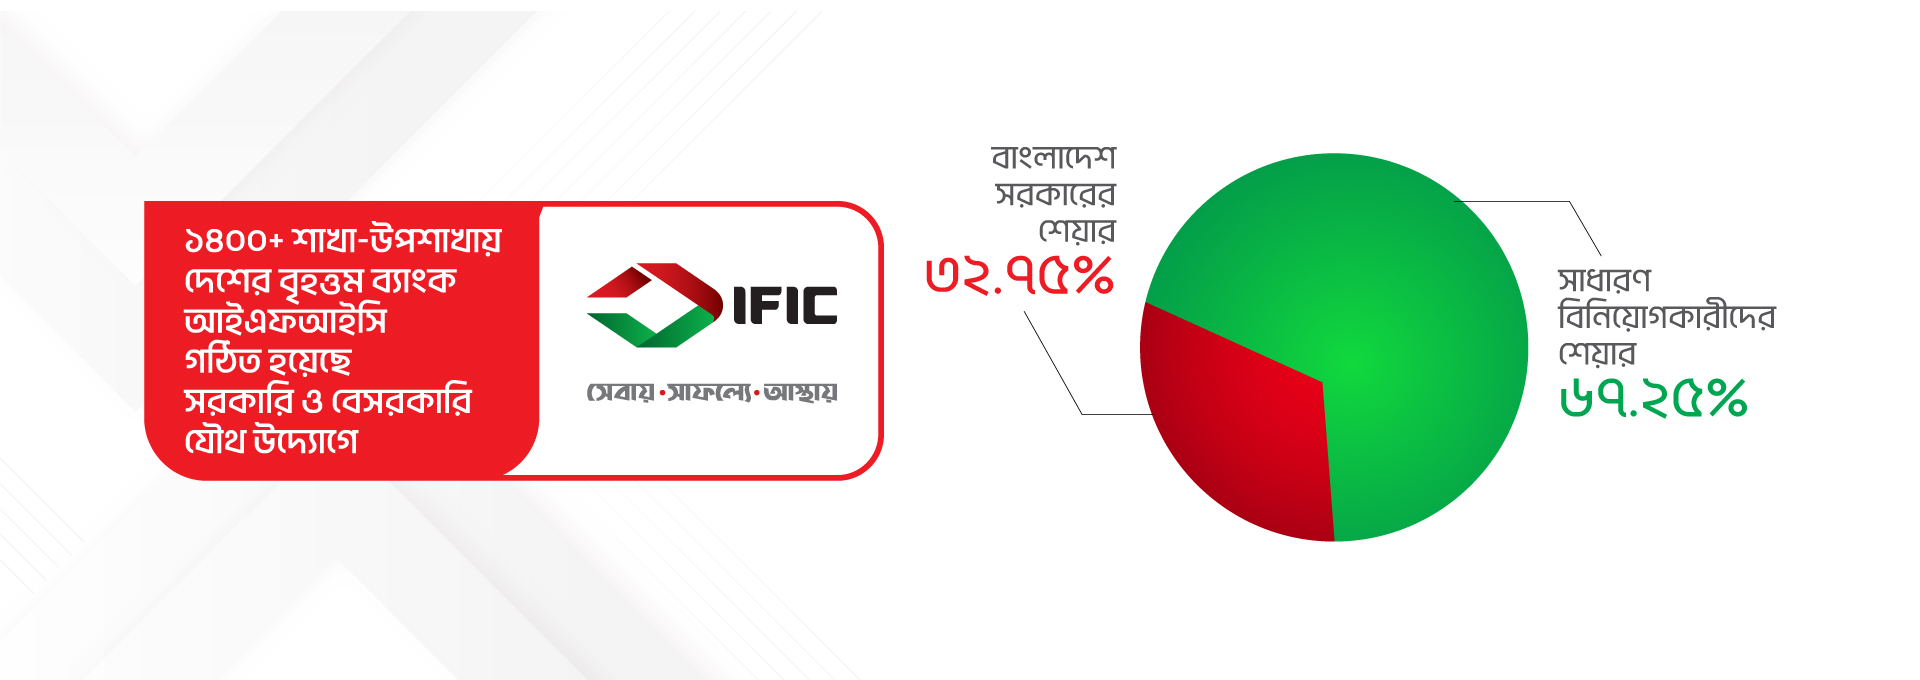 ১৪০০+ শাখা-উপশাখায়
দেশের বৃহত্তম ব্যাংক
আইএফআইসি
গঠিত হয়েছে
সরকারি ও বেসরকারি
যৌথ উদ্যোগে
IFIC
সেবায়•সাফল্যে•আস্থায়
বাংলাদেশ
সরকারের
শেয়ার
৩২.৭৫%
সাধারণ
বিনিয়োগকারীদের
শেয়ার
৬৭.২৫%